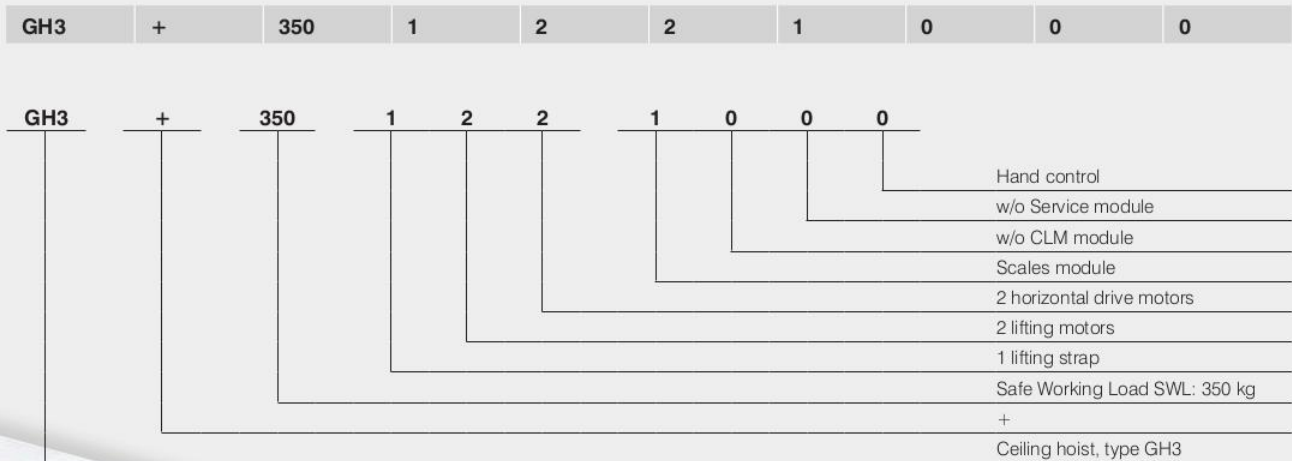 GH3 + 350 1 2 2 1 0 0 0
GH3 + 350 1 2 2 1 0 0 0
Hand control
w/o Service module
w/o CLM module
Scales module
2 horizontal drive motors
2 lifting motors
1 lifting strap
Safe Working Load SWL: 350 kg
+
Ceiling hoist, type GH3